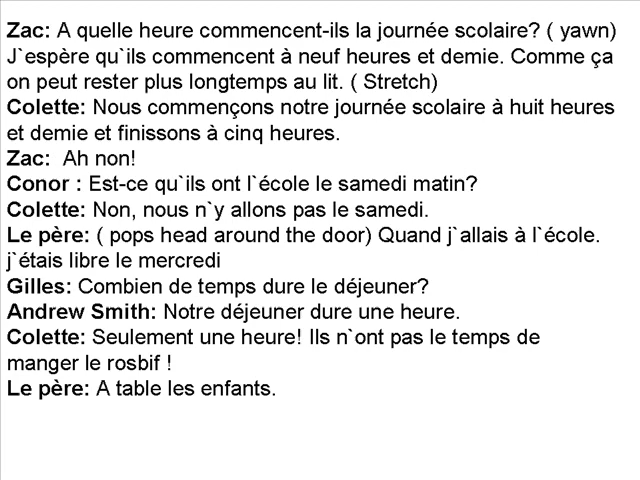 Zac: A quelle heure commencent-ils la journée scolaire? ( yawn)
J`espère qu`ils commencent à neuf heures et demie. Comme ça
on peut rester plus longtemps au lit. ( Stretch)
Colette: Nous commençons notre journée scolaire à huit heures
et demie et finissons à cinq heures.
Zac:  Ah non!
Conor : Est-ce qu`ils ont l`école le samedi matin?
Colette: Non, nous n`y allons pas le samedi.
Le père: ( pops head around the door) Quand j`allais à l`école.
j`étais libre le mercredi
Gilles: Combien de temps dure le déjeuner?
Andrew Smith: Notre déjeuner dure une heure.
Colette: Seulement une heure! Ils n`ont pas le temps de
manger le rosbif !
Le père: A table les enfants.